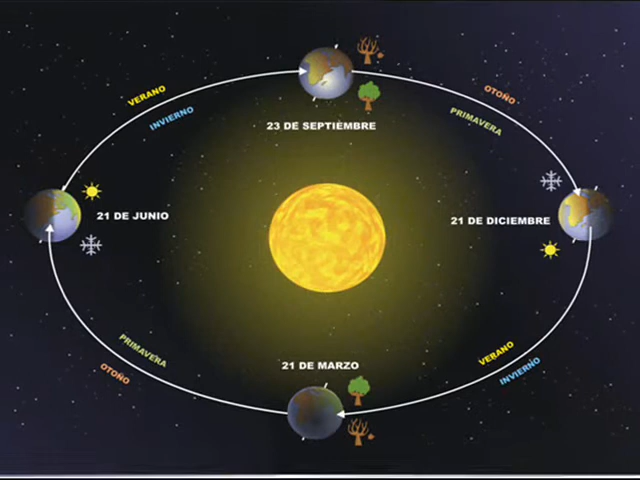 VERANO
INVIERNO
OTOÑO
PRIMAVERA
23 DE SEPTIEMBRE
21 DE JUNIO
21 DE DICIEMBRE
21 DE MARZO
PRIMAVERA
OTOÑO
VERANO
INVIERNO